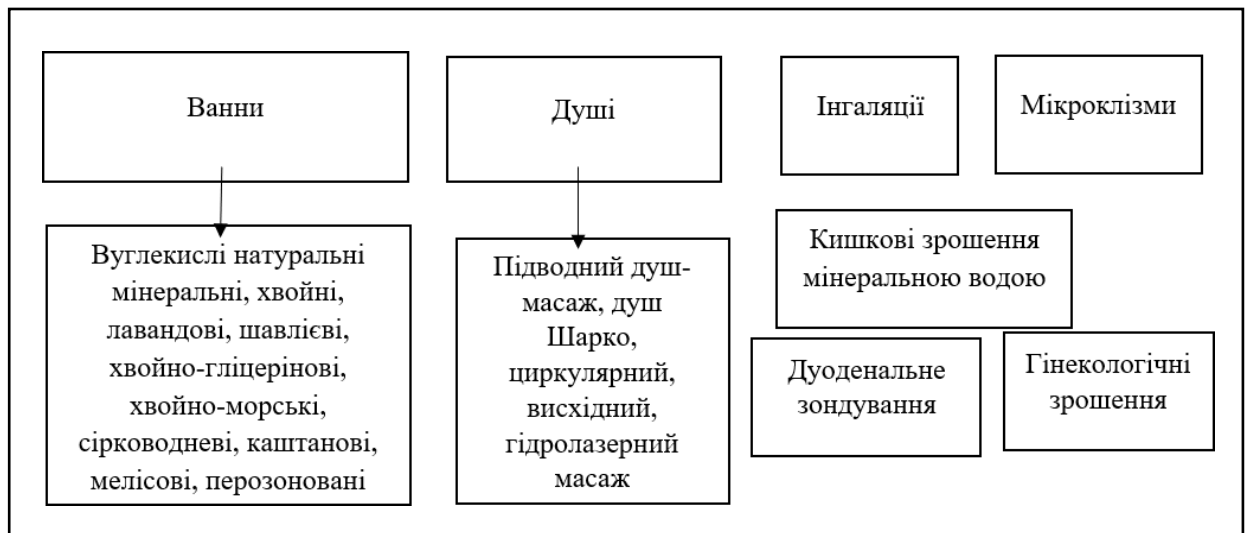 Ванни
Душі
Інгаляції
Мікроклізми
Вуглекислі натуральні
мінеральні, хвойні,
лавандові, шавлієві,
хвойно-гліцерінові,
хвойно-морські,
сірководневі, каштанові,
мелісові, перозоновані
Підводний душ-
масаж, душ
Шарко,
циркулярний,
висхідний,
гідролазерний
масаж
Кишкові зрошення
мінеральною водою
Дуоденальне
зондування
Гінекологічні
зрошення